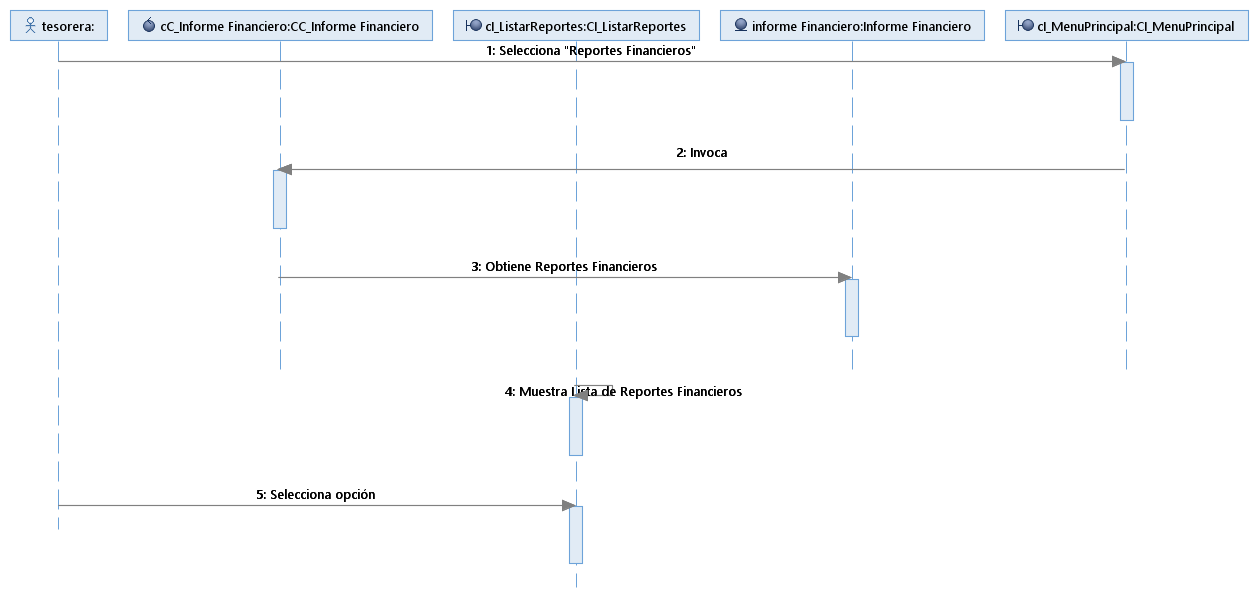 tesorera:
cC_Informe Financiero:CC_Informe Financiero
cI_ListarReportes:CI_ListarReportes
informe Financiero:Informe Financiero
cI_MenuPrincipal:CI_MenuPrincipal
1: Selecciona "Reportes Financieros"
2: Invoca
3: Obtiene Reportes Financieros
4: Muestra Lista de Reportes Financieros
5: Selecciona opción